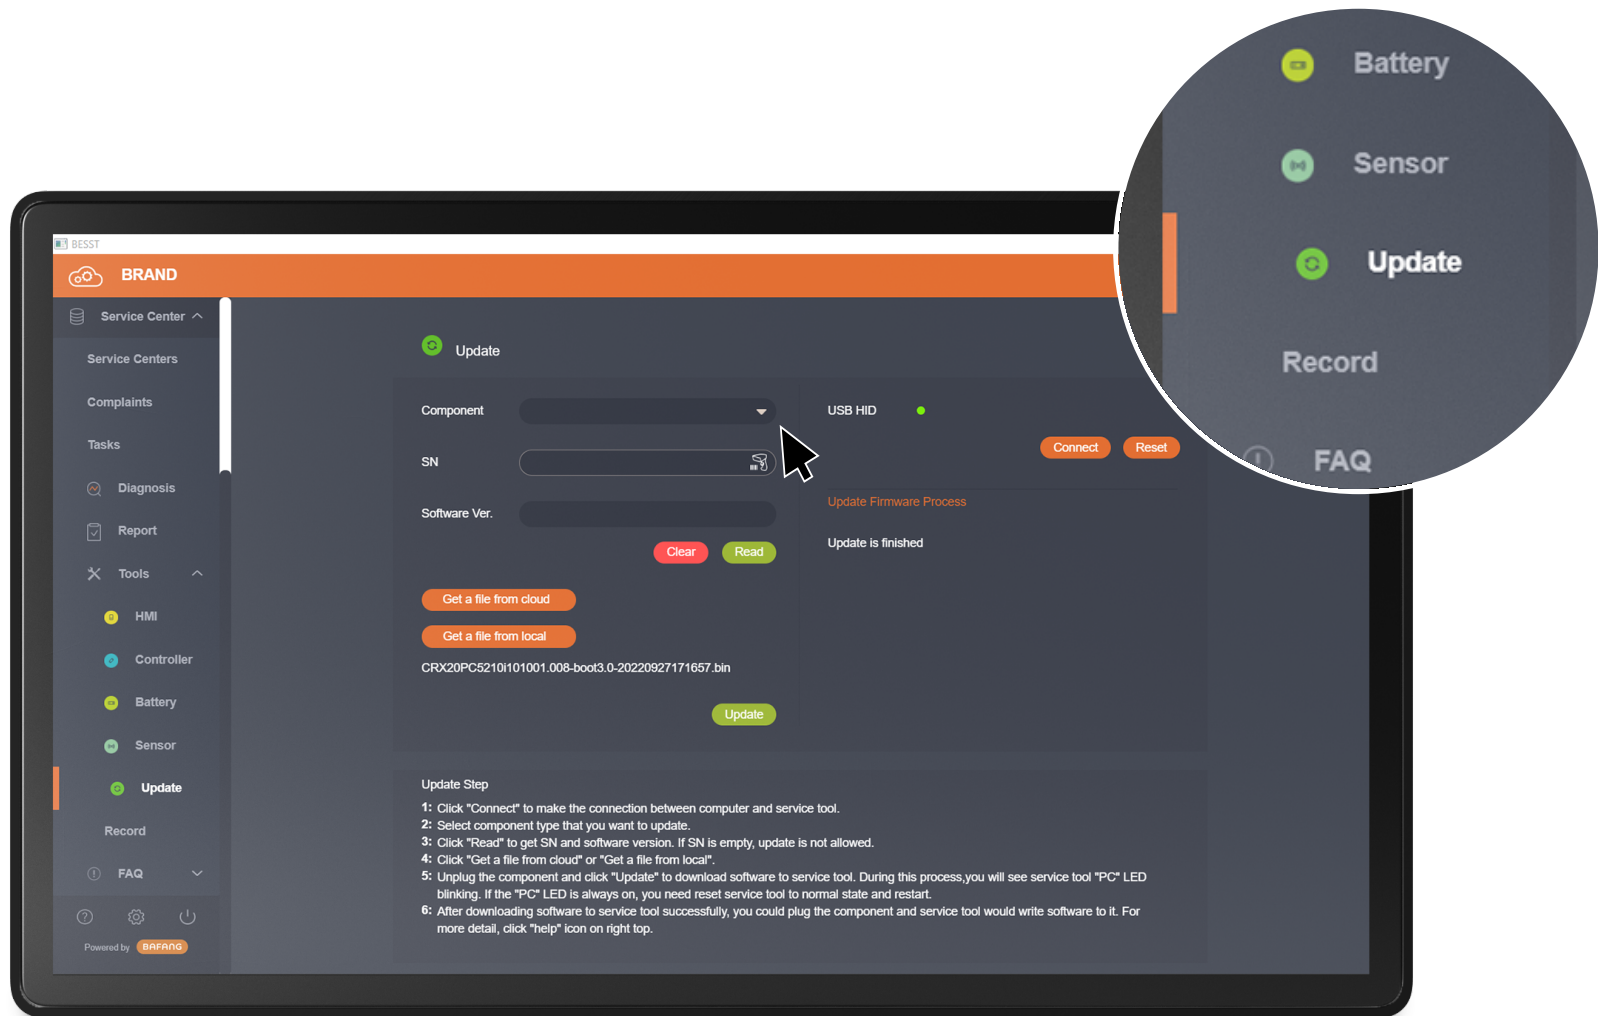 Battery
Sensor
Update
Record
FAQ
BESST
BRAND
Service Center
Service Centers
Complaints
Tasks
Diagnosis
Report
Tools
HMI
Controller
Battery
Sensor
Update
Record
FAQ
Powered by BAFANG
Update
Component
SN
Software Ver.
Clear Read
Get a file from cloud
Get a file from local
CRX20PC5210i101001.008-boot3.0-20220927171657.bin
Update
USB HID
Connect Reset
Update Firmware Process
Update is finished
Update Step
1: Click "Connect" to make the connection between computer and service tool.
2: Select component type that you want to update.
3: Click "Read" to get SN and software version. If SN is empty, update is not allowed.
4: Click "Get a file from cloud" or "Get a file from local".
5: Unplug the component and click "Update" to download software to service tool. During this process,you will see service tool "PC" LED
blinking. If the "PC" LED is always on, you need reset service tool to normal state and restart.
6: After downloading software to service tool successfully, you could plug the component and service tool would write software to it. For
more detail, click "help" icon on right top.